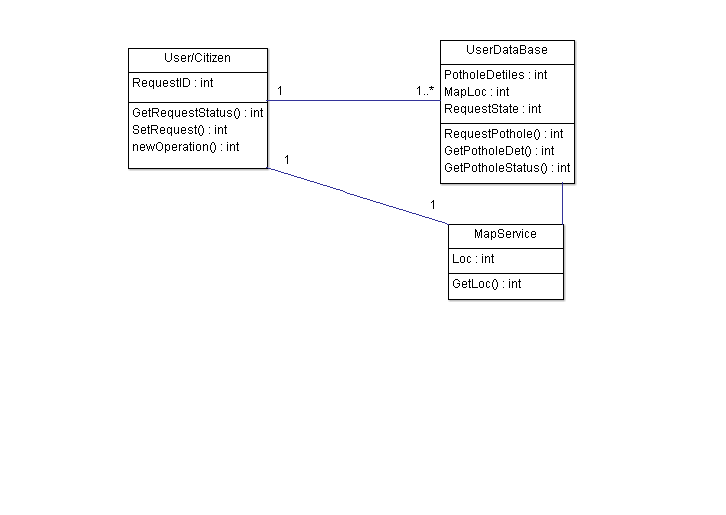 User/Citizen
RequestID : int
GetRequestStatus() : int
SetRequest() : int
newOperation() : int
1
1..*
UserDataBase
PotholeDetiles : int
MapLoc : int
RequestState : int
RequestPothole() : int
GetPotholeDet() : int
GetPotholeStatus() : int
1
1
MapService
Loc : int
GetLoc() : int